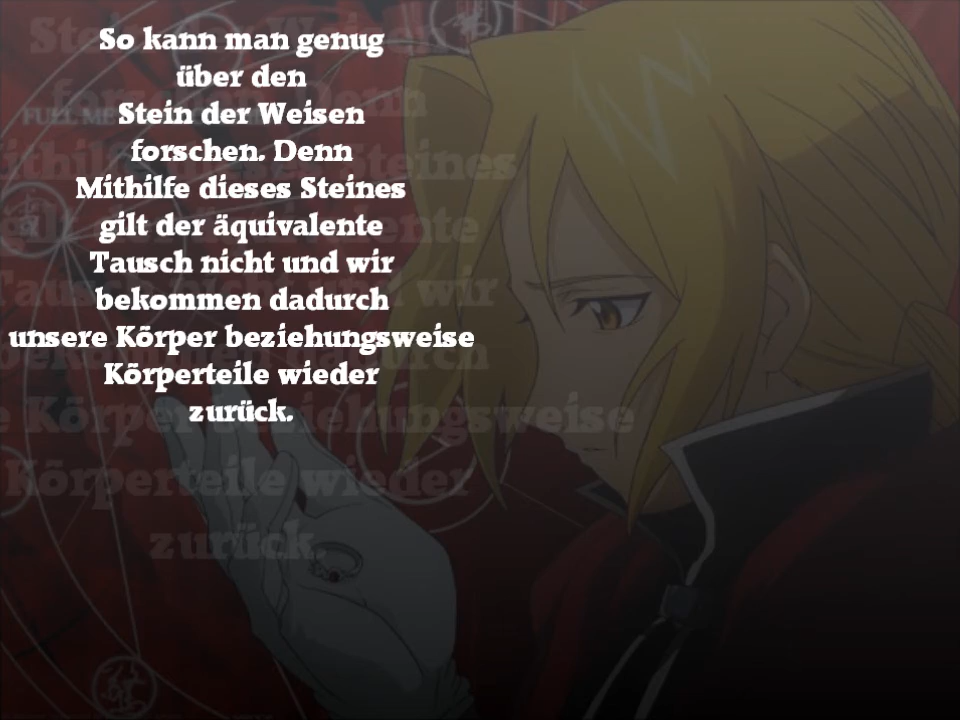 So kann man genug
über den
Stein der Weisen
forschen. Denn
Mithilfe dieses Steines
gilt der äquivalente
Tausch nicht und wir
bekommen dadurch
unsere Körper beziehungsweise
Körperteile wieder
zurück.